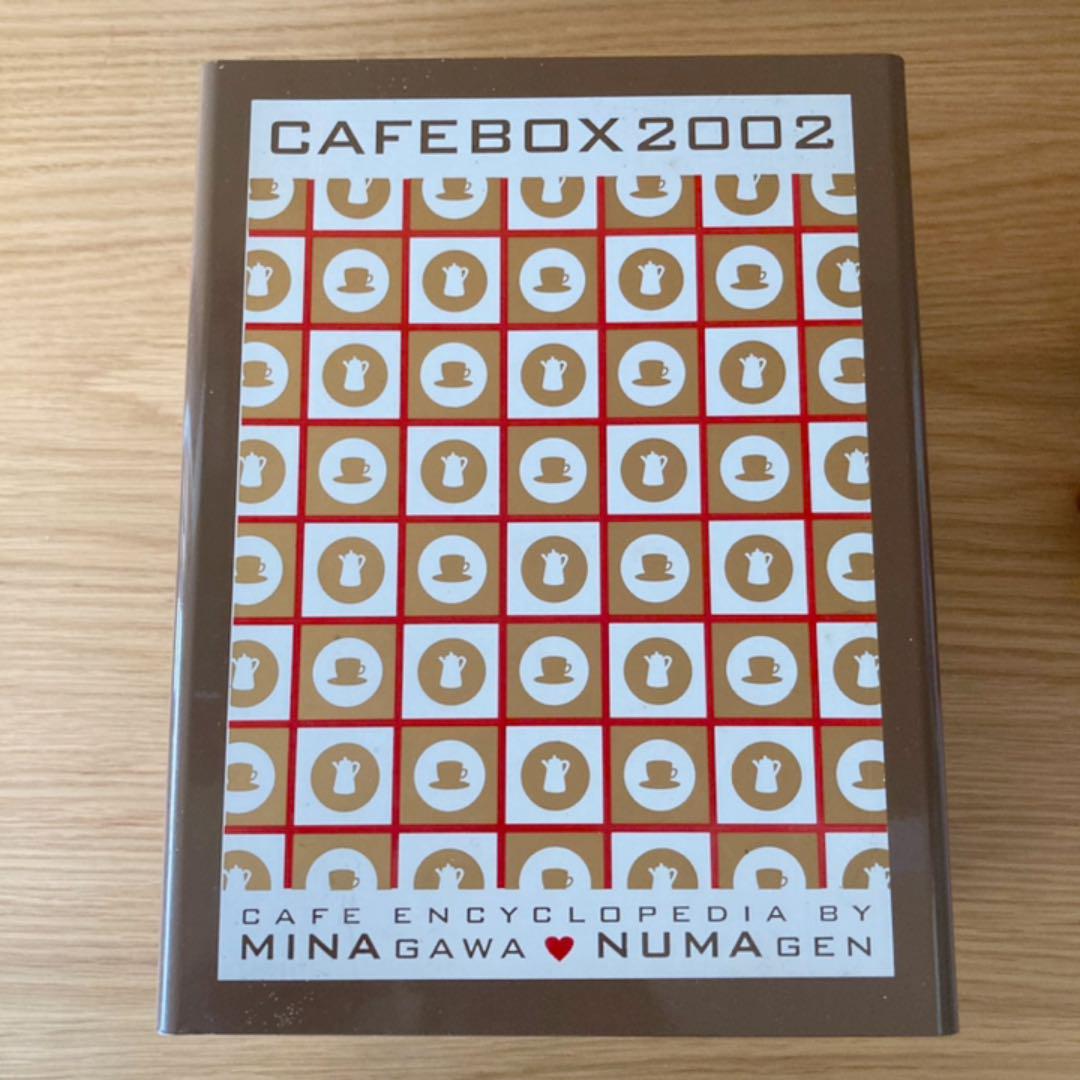 CAFEBOX2002
CAFE ENCYCLOPEDIA BY
MINAGAWA ♥ NUMAGEN